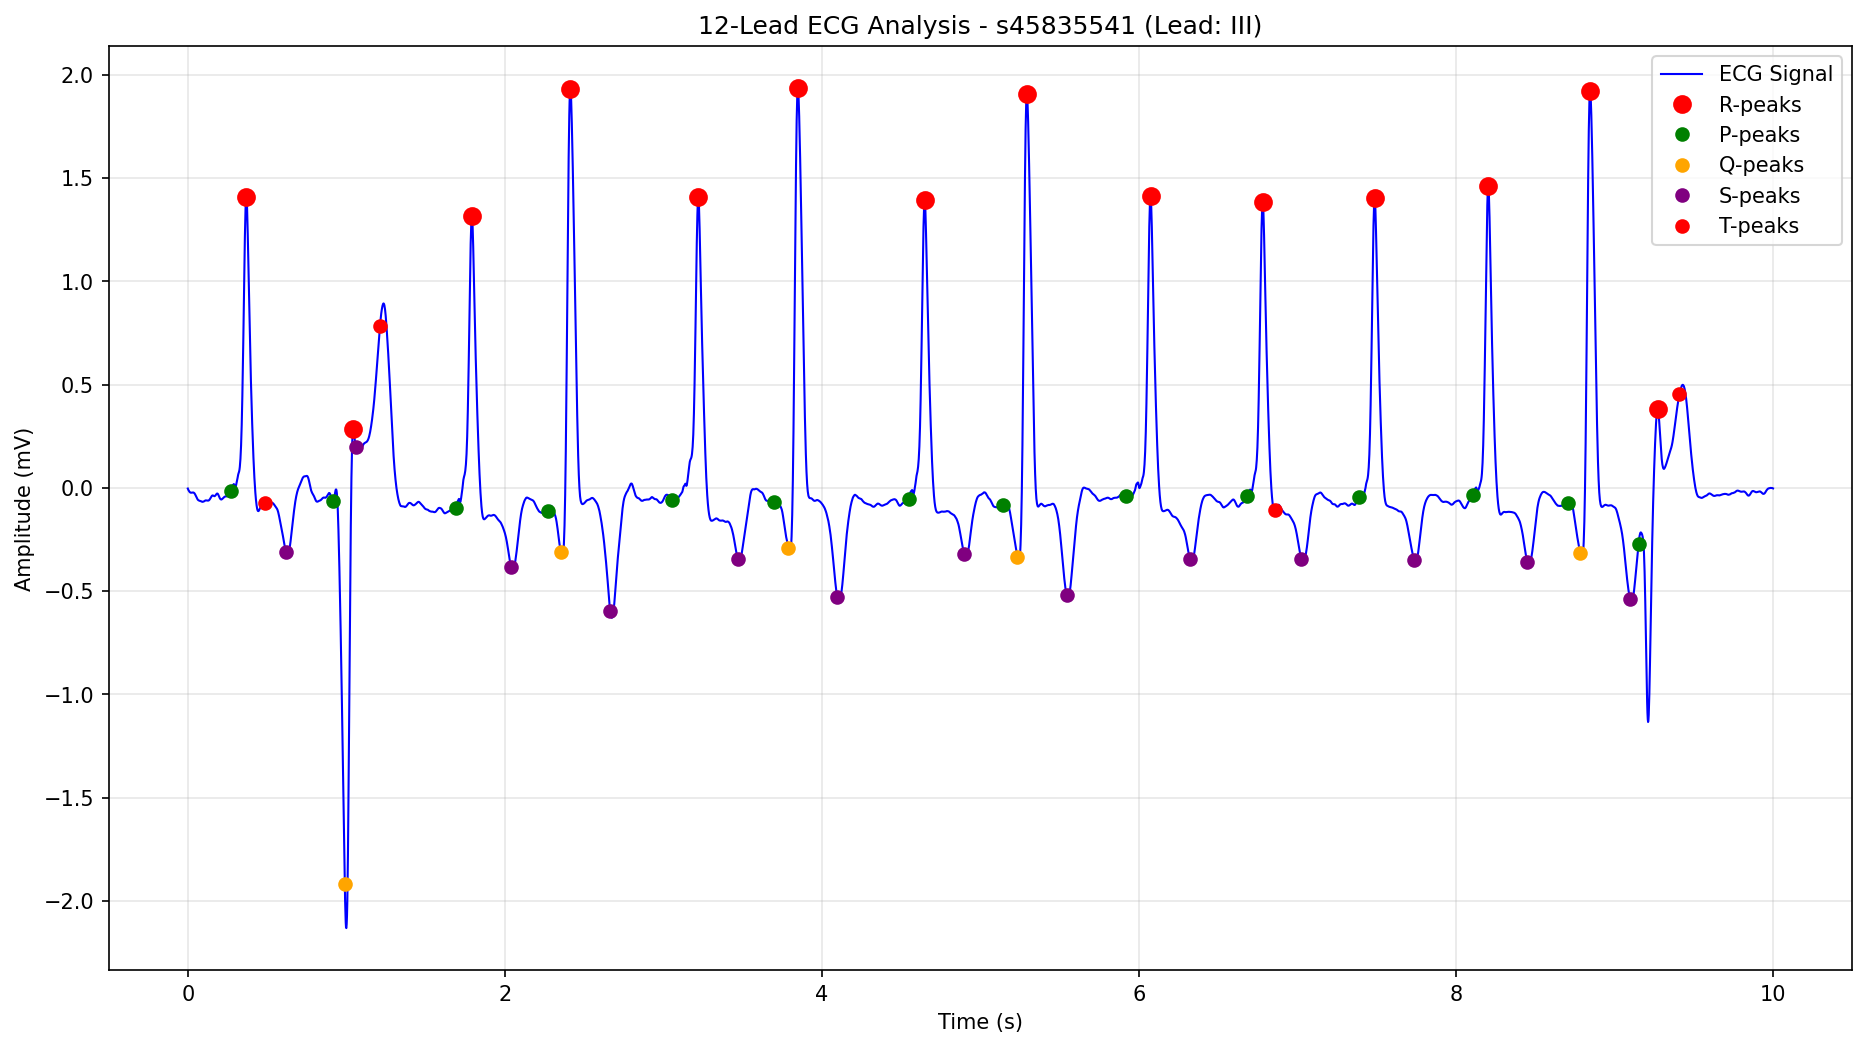 12-Lead ECG Analysis - s45835541 (Lead: III)
ECG Signal
R-peaks
P-peaks
Q-peaks
S-peaks
T-peaks
Amplitude (mV)
2.0
1.5
1.0
0.5
0.0
−0.5
−1.0
−1.5
−2.0
0 2 4 6 8 10
Time (s)